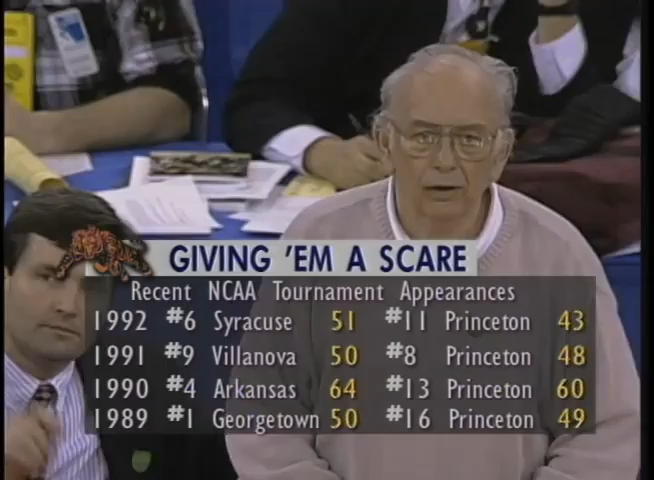 GIVING 'EM A SCARE
Recent NCAA Tournament Appearances
1992 #6 Syracuse 51 #11 Princeton 43
1991 #9 Villanova 50 #8 Princeton 48
1990 #4 Arkansas 64 #13 Princeton 60
1989 #1 Georgetown 50 #16 Princeton 49